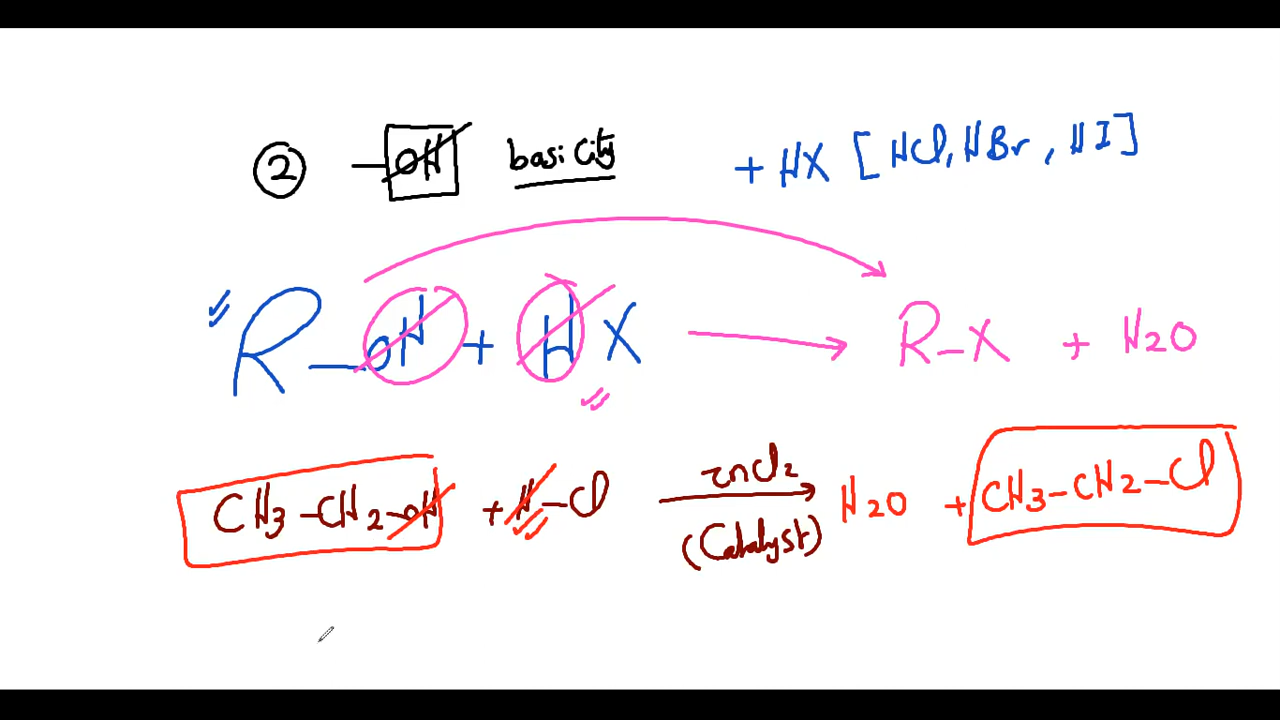 ② -OH basicity + HX [HCl, HBr, HI]
R-OH + HX → R-X + H2O
CH3-CH2-OH + H-Cl znCl2 (Catalyst) → H2O + CH3-CH2-Cl